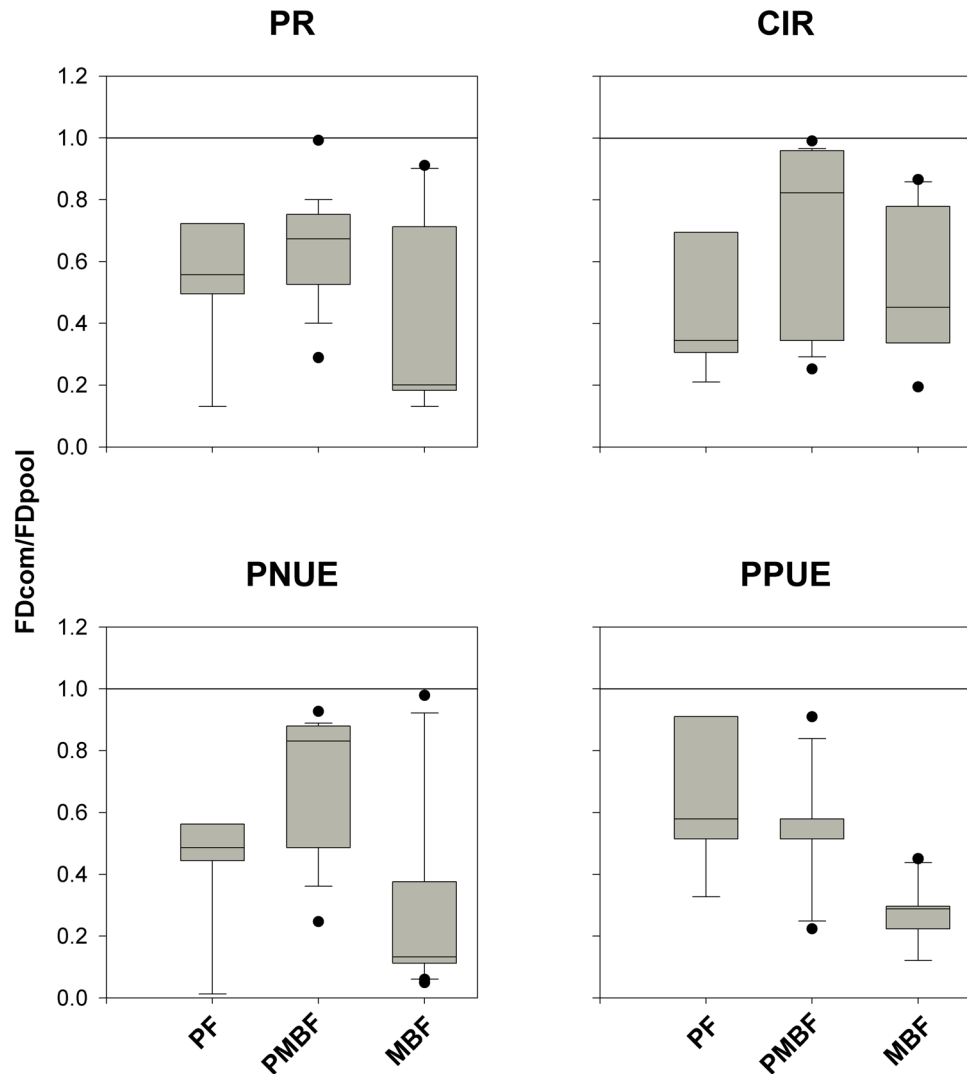 PR
CIR
1.2
1.0
0.8
0.6
0.4
0.2
0.0
FDcom/FDpool
PNUE
PPUE
1.2
1.0
0.8
0.6
0.4
0.2
0.0
PF
PMBF
MBF
PF
PMBF
MBF